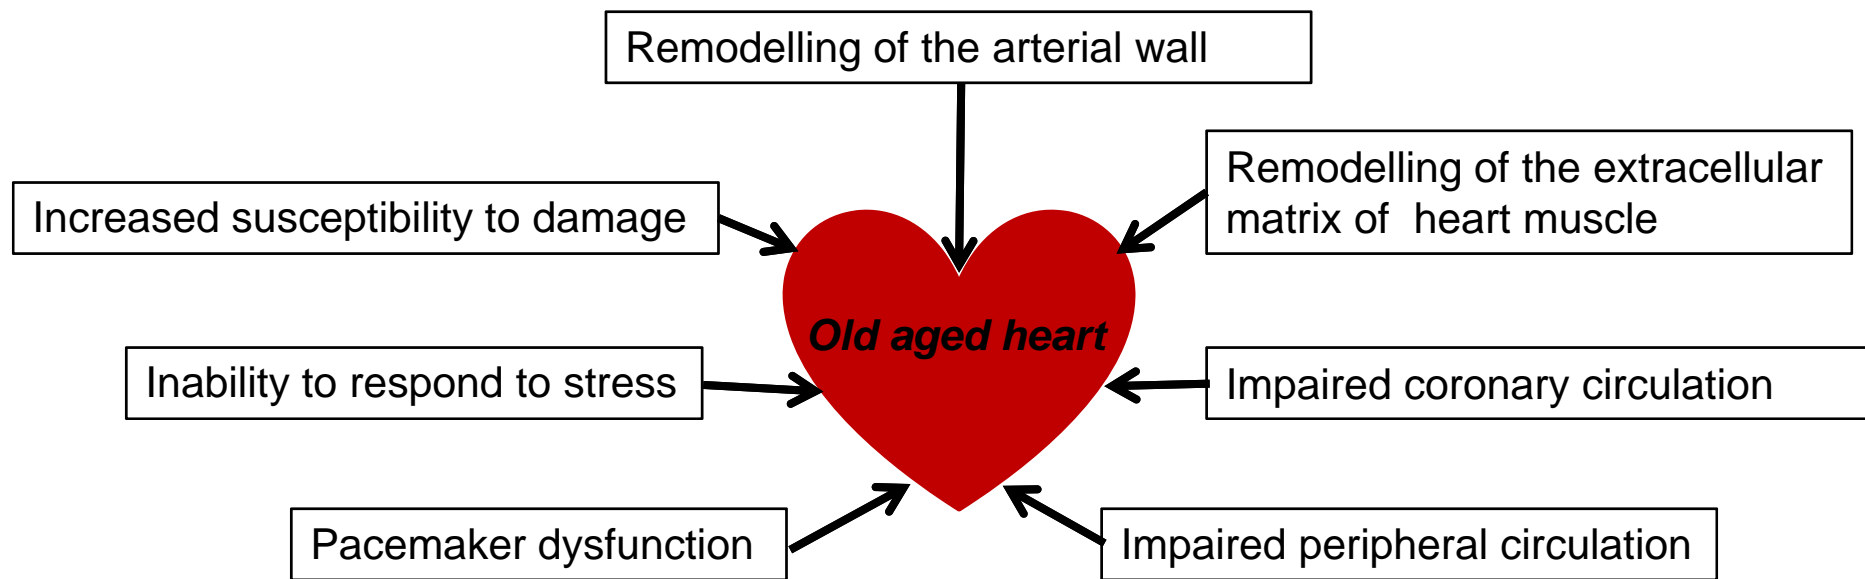 Remodelling of the arterial wall
Increased susceptibility to damage
Remodelling of the extracellular
matrix of  heart muscle
Old aged heart
Inability to respond to stress
Impaired coronary circulation
Pacemaker dysfunction
Impaired peripheral circulation